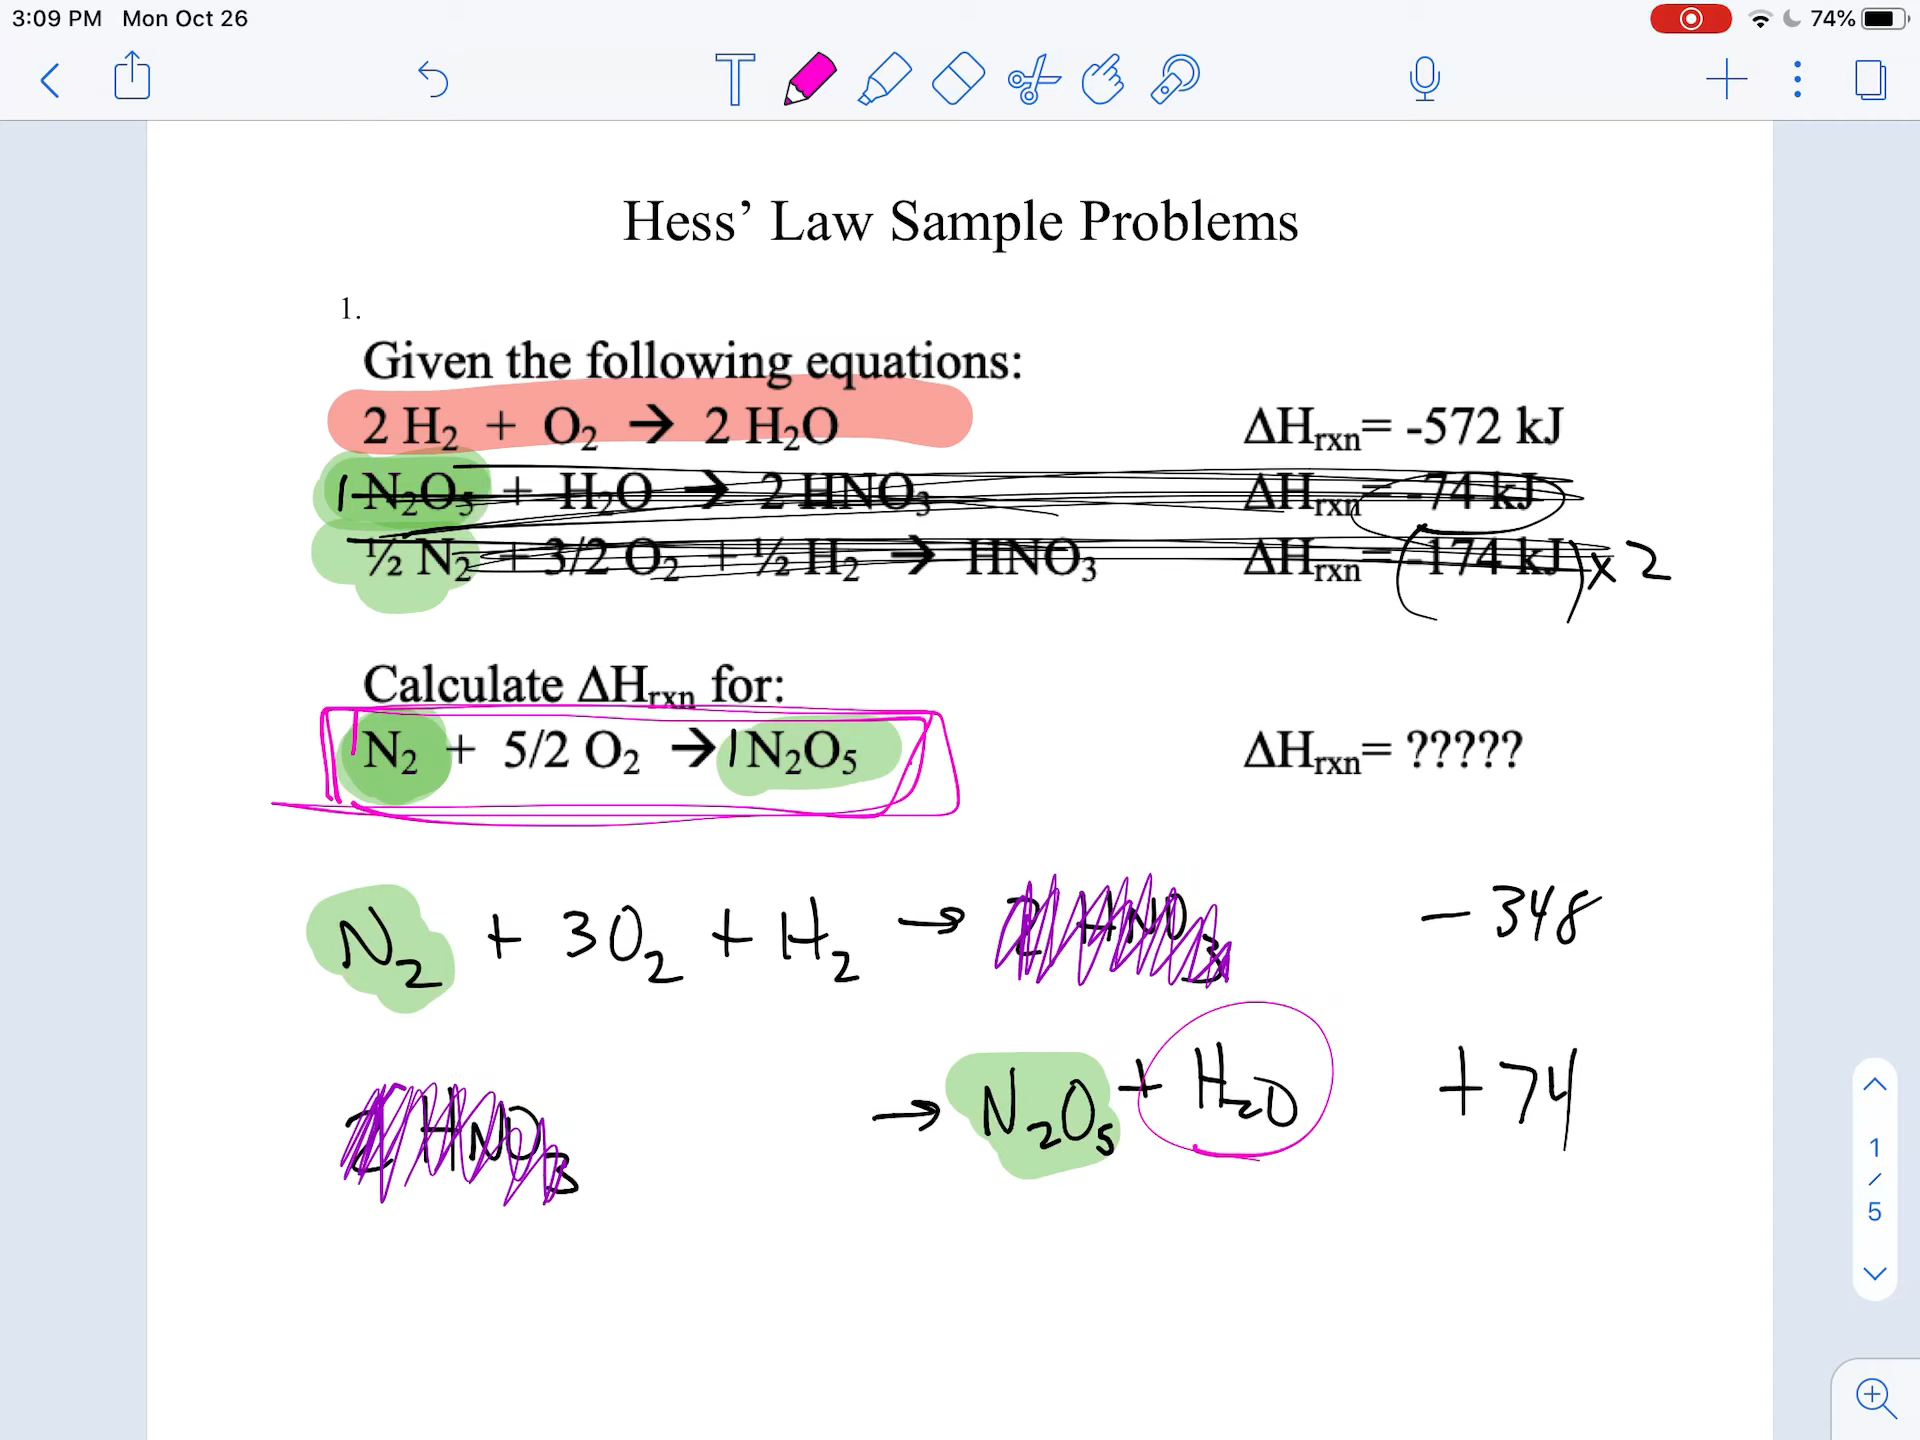 3:09 PM Mon Oct 26 74%
Hess’ Law Sample Problems
1.
Given the following equations:
2 H₂ + O₂ → 2 H₂O ΔHrxn= -572 kJ
1 N₂O₅ + H₂O → 2 HNO₃ ΔHrxn= -74 kJ
½ N₂ + 3/2 O₂ + ½ H₂ → HNO₃ ΔHrxn = (-174 kJ) x 2
Calculate ΔHrxn for:
1 N₂ + 5/2 O₂ → 1 N₂O₅ ΔHrxn= ?????
N₂ + 3O₂ + H₂ → 2 HNO₃ - 348
2 HNO₃ → N₂O₅ + H₂O + 74
1
/
5